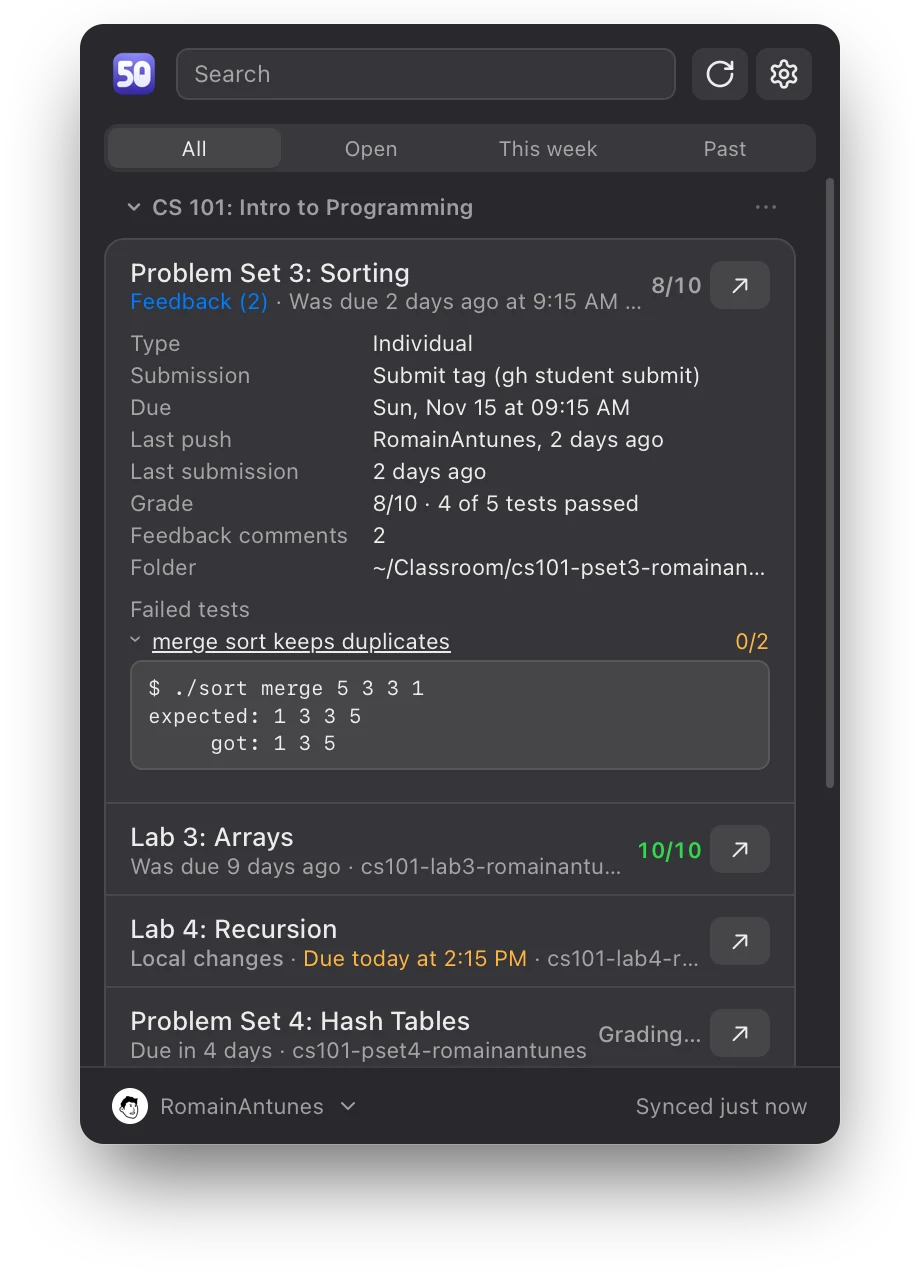 50
Search
All
Open
This week
Past
CS 101: Intro to Programming
...
Problem Set 3: Sorting
8/10
Feedback (2) · Was due 2 days ago at 9:15 AM ...
Type Individual
Submission Submit tag (gh student submit)
Due Sun, Nov 15 at 09:15 AM
Last push RomainAntunes, 2 days ago
Last submission 2 days ago
Grade 8/10 · 4 of 5 tests passed
Feedback comments 2
Folder ~/Classroom/cs101-pset3-romainan...
Failed tests
merge sort keeps duplicates 0/2
$ ./sort merge 5 3 3 1
expected: 1 3 3 5
     got: 1 3 5
Lab 3: Arrays
10/10
Was due 9 days ago · cs101-lab3-romainantu...
Lab 4: Recursion
Local changes · Due today at 2:15 PM · cs101-lab4-r...
Problem Set 4: Hash Tables
Grading...
Due in 4 days · cs101-pset4-romainantunes
RomainAntunes
Synced just now